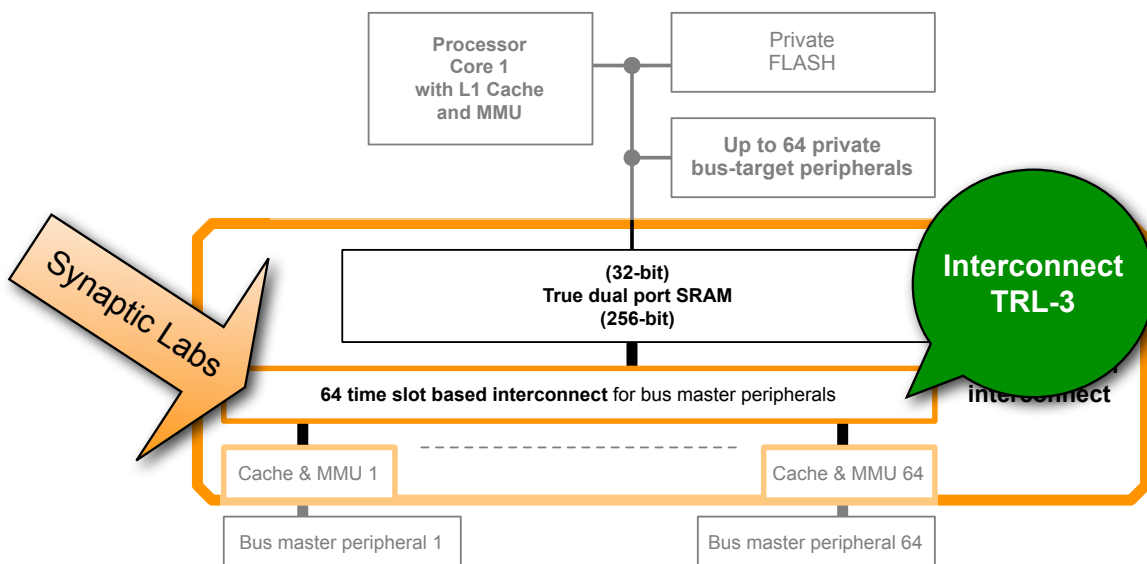 Processor
Core 1
with L1 Cache
and MMU
Private
FLASH
Up to 64 private
bus-target peripherals
Synaptic Labs
Interconnect
TRL-3
(32-bit)
True dual port SRAM
(256-bit)
64 time slot based interconnect for bus master peripherals
interconnect
Cache & MMU 1
Cache & MMU 64
Bus master peripheral 1
Bus master peripheral 64